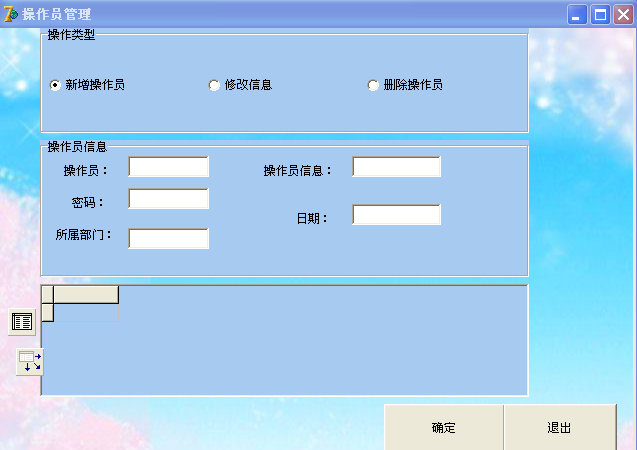 操作员管理
操作类型
新增操作员 修改信息 删除操作员
操作员信息
操作员： 操作员信息：
密码：
日期：
所属部门：
确定 退出